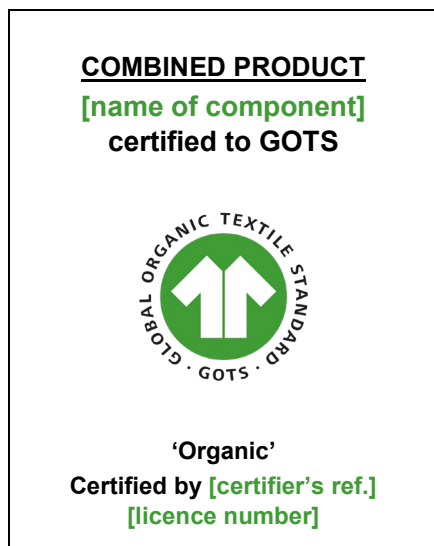 COMBINED PRODUCT
[name of component]
certified to GOTS
GLOBAL ORGANIC TEXTILE STANDARD
· GOTS ·
‘Organic’
Certified by [certifier’s ref.]
[licence number]